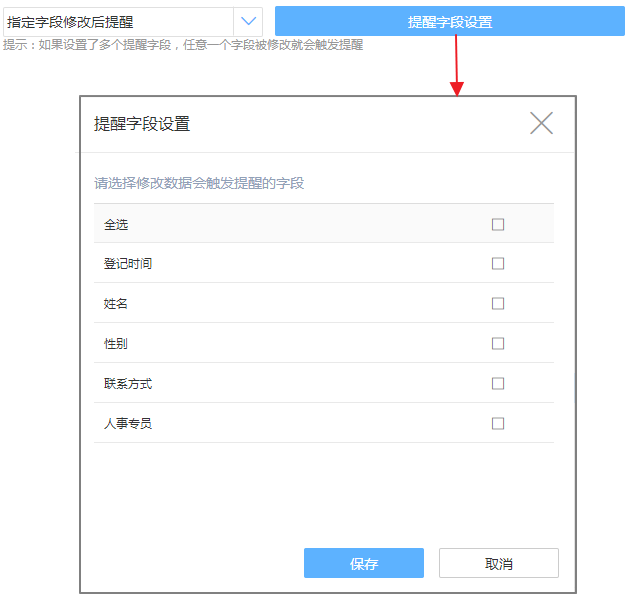 指定字段修改后提醒
提醒字段设置
提示：如果设置了多个提醒字段，任意一个字段被修改就会触发提醒
提醒字段设置
请选择修改数据会触发提醒的字段
全选
登记时间
姓名
性别
联系方式
人事专员
保存
取消